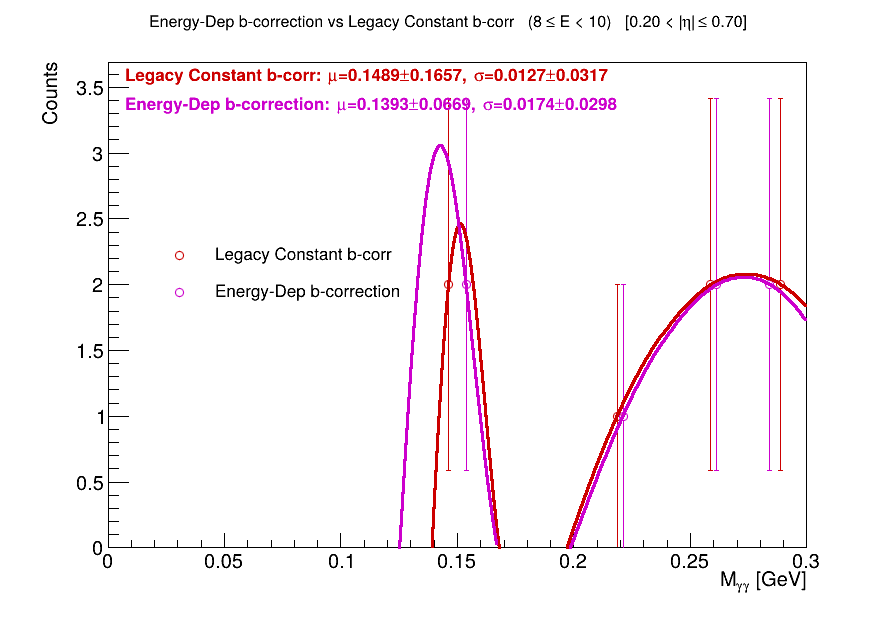 Energy-Dep b-correction vs Legacy Constant b-corr (8 ≤ E < 10) [0.20 < |η| ≤ 0.70]
Counts
Legacy Constant b-corr: μ=0.1489±0.1657, σ=0.0127±0.0317
Energy-Dep b-correction: μ=0.1393±0.0669, σ=0.0174±0.0298
3.5
3
2.5
2
1.5
1
0.5
0
Legacy Constant b-corr
Energy-Dep b-correction
0 0.05 0.1 0.15 0.2 0.25 0.3
Mγγ [GeV]